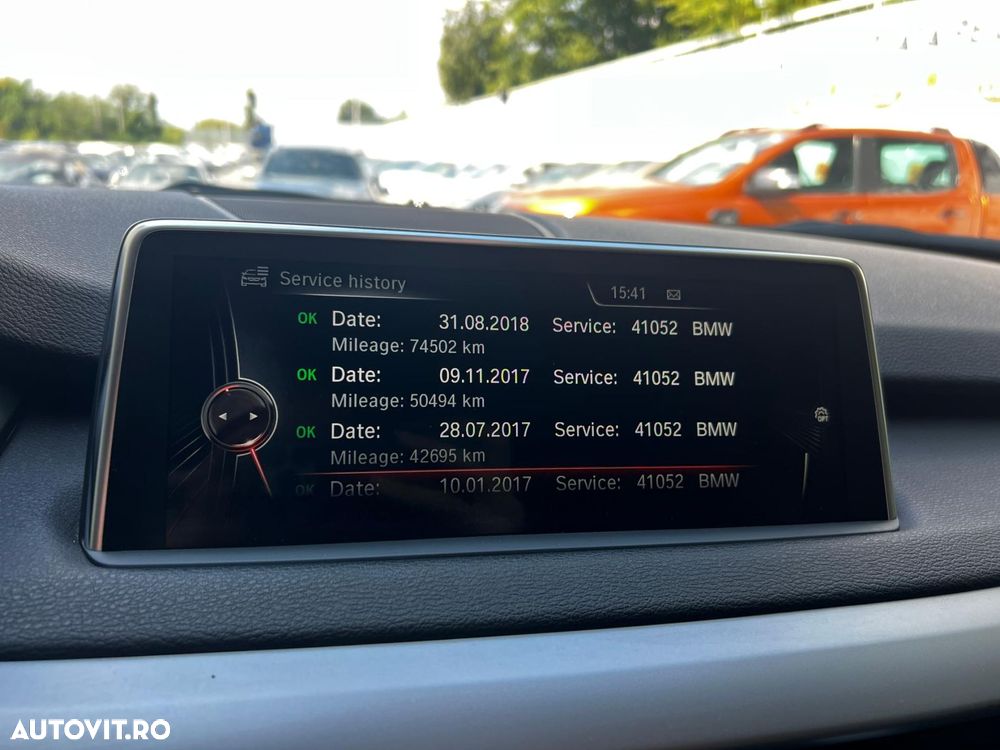 Service history
15:41
OK Date: 31.08.2018 Service: 41052 BMW
Mileage: 74502 km
OK Date: 09.11.2017 Service: 41052 BMW
Mileage: 50494 km
OK Date: 28.07.2017 Service: 41052 BMW
Mileage: 42695 km
OK Date: 10.01.2017 Service: 41052 BMW
OPT
AUTOVIT.RO